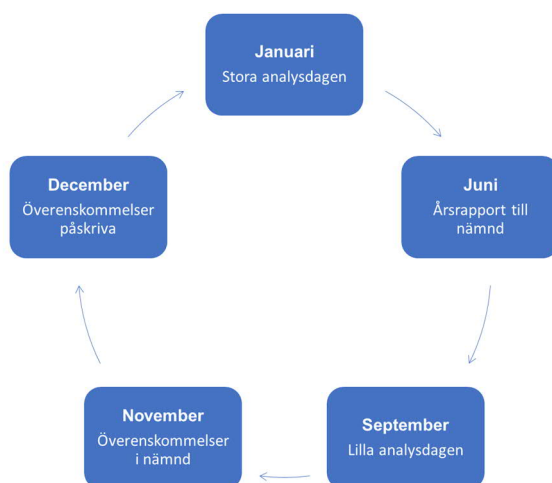 Januari
Stora analysdagen
Juni
Årsrapport till
nämnd
September
Lilla analysdagen
November
Överenskommelser
i nämnd
December
Överenskommelser
påskriva